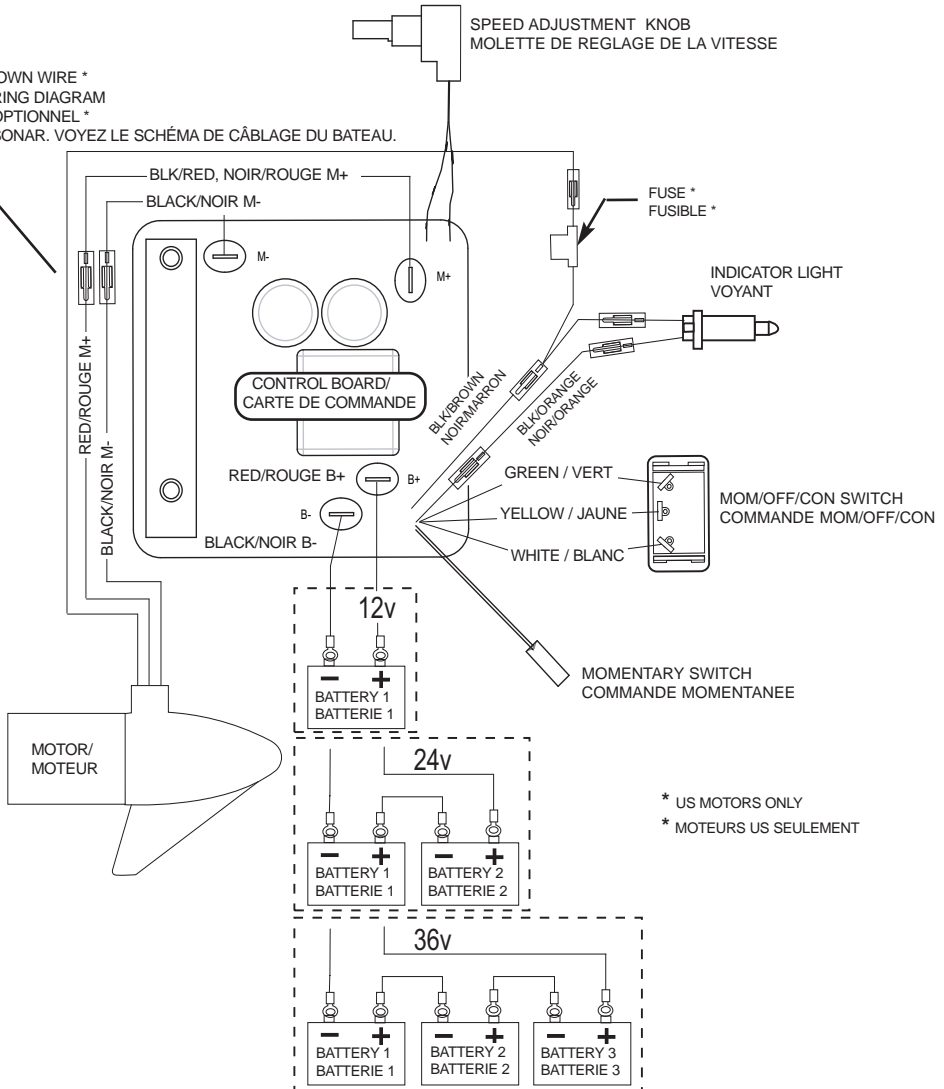 SPEED ADJUSTMENT KNOB
MOLETTE DE REGLAGE DE LA VITESSE
WIRE *
DIAGRAM
OPTIONNEL *
SONAR. VOYEZ LE SCHÉMA DE CÂBLAGE DU BATEAU.
BLK/RED, NOIR/ROUGE M+
BLACK/NOIR M-
FUSE *
FUSIBLE *
M-
M+
INDICATOR LIGHT
VOYANT
RED/ROUGE M+
BLACK/NOIR M-
CONTROL BOARD/
CARTE DE COMMANDE
BLK/BROWN
NOIR/MARRON
BLK/ORANGE
NOIR/ORANGE
RED/ROUGE B+
B+
B-
BLACK/NOIR B-
GREEN / VERT
YELLOW / JAUNE
WHITE / BLANC
MOM/OFF/CON SWITCH
COMMANDE MOM/OFF/CON
12v
− +
BATTERY 1
BATTERIE 1
MOMENTARY SWITCH
COMMANDE MOMENTANEE
MOTOR/
MOTEUR
24v
− + − +
BATTERY 1 BATTERY 2
BATTERIE 1 BATTERIE 2
* US MOTORS ONLY
* MOTEURS US SEULEMENT
36v
− + − + − +
BATTERY 1 BATTERY 2 BATTERY 3
BATTERIE 1 BATTERIE 2 BATTERIE 3